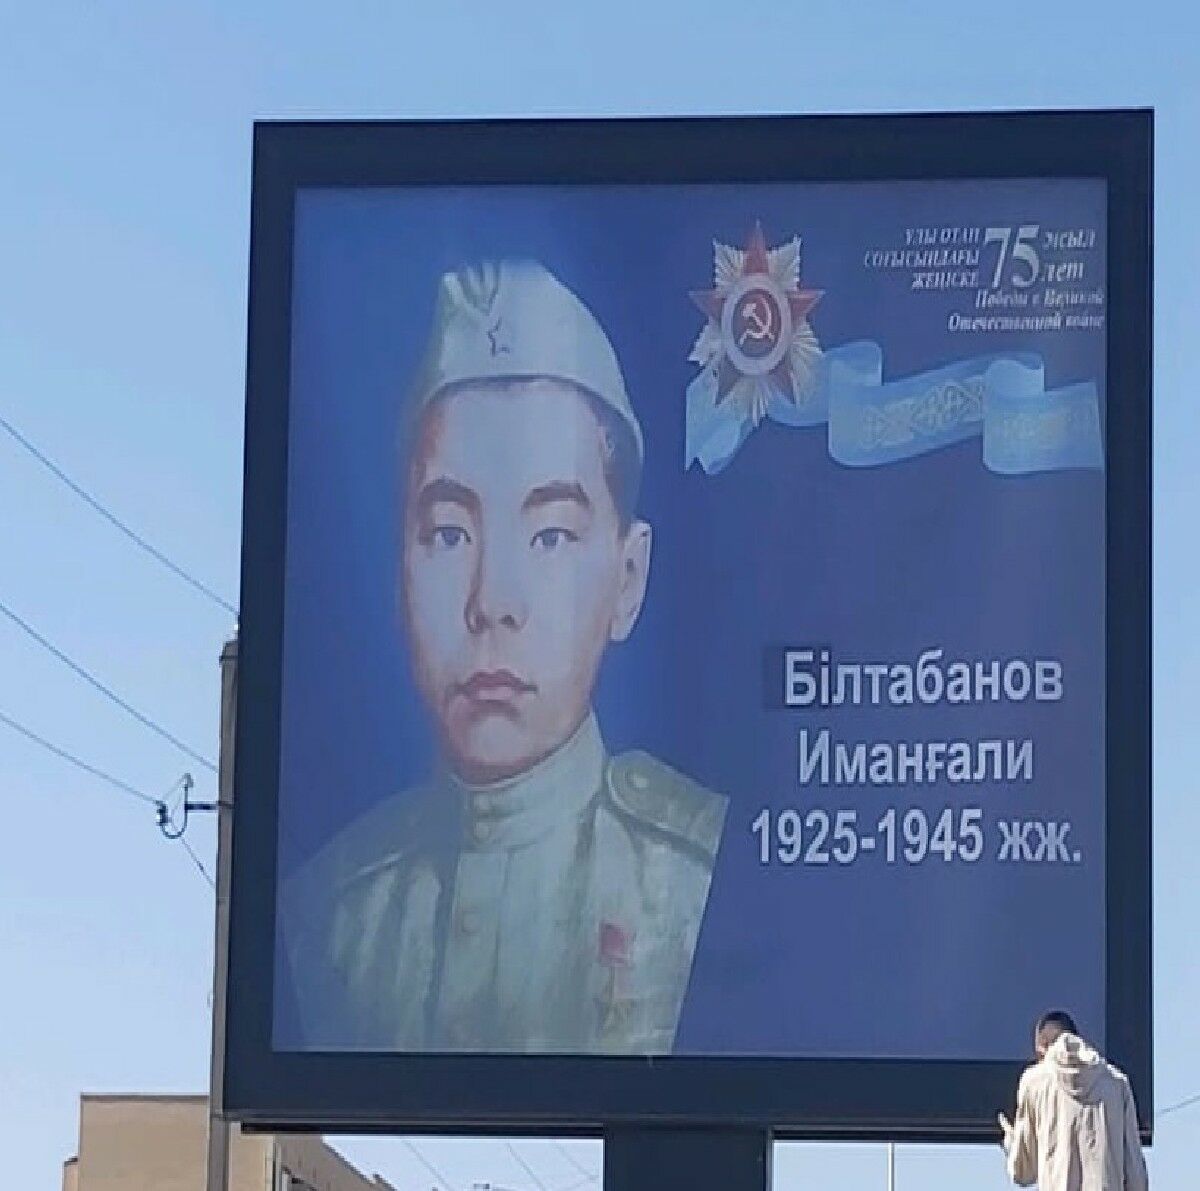 ҰЛЫ ОТАН
СОҒЫСЫНДАҒЫ
ЖЕҢІСКЕ
75 жыл
лет
Победы в Великой
Отечественной войне
Білтабанов
Иманғали
1925-1945 жж.